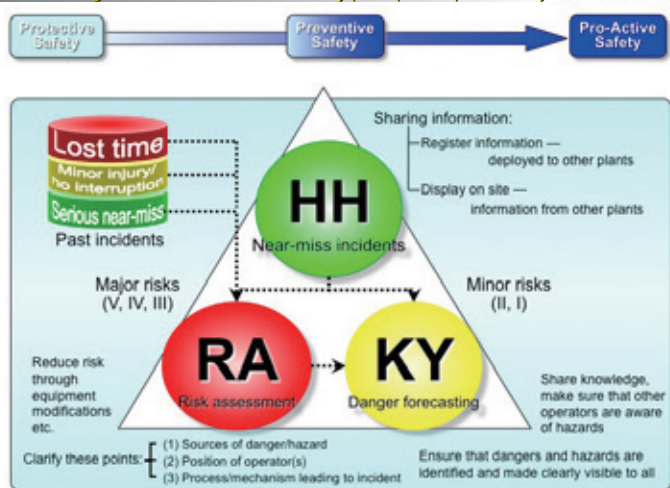 Protective
Safety
Preventive
Safety
Pro-Active
Safety
Lost time
Minor injury/
no interruption
Serious near-miss
Past incidents
Sharing information:
Register information —
deployed to other plants
Display on site —
information from other plants
HH
Near-miss incidents
Major risks
(V, IV, III)
Minor risks
(II, I)
RA
Risk assessment
KY
Danger forecasting
Reduce risk
through
equipment
modifications
etc.
Share knowledge,
make sure that other
operators are aware
of hazards
Clarify these points:
(1) Sources of danger/hazard
(2) Position of operator(s)
(3) Process/mechanism leading to incident
Ensure that dangers and hazards are
identified and made clearly visible to all